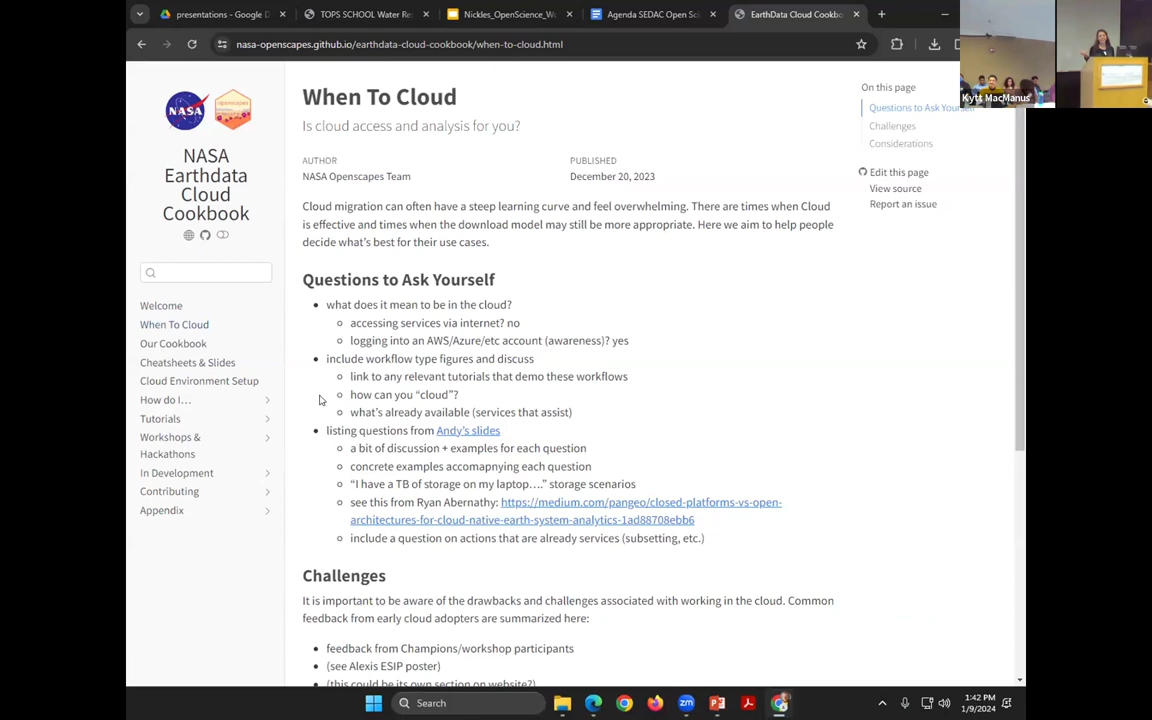 presentations - Google D
TOPS SCHOOL Water Re
Nickles_OpenScience_Wo
Agenda SEDAC Open Sci
EarthData Cloud Cookbo
nasa-openscapes.github.io/earthdata-cloud-cookbook/when-to-cloud.html
Kytt MacManus
NASA
openscapes
NASA
Earthdata
Cloud
Cookbook
Welcome
When To Cloud
Our Cookbook
Cheatsheets & Slides
Cloud Environment Setup
How do I…
Tutorials
Workshops &
Hackathons
In Development
Contributing
Appendix
When To Cloud
Is cloud access and analysis for you?
AUTHOR
NASA Openscapes Team
PUBLISHED
December 20, 2023
Cloud migration can often have a steep learning curve and feel overwhelming. There are times when Cloud
is effective and times when the download model may still be more appropriate. Here we aim to help people
decide what's best for their use cases.
Questions to Ask Yourself
• what does it mean to be in the cloud?
accessing services via internet? no
logging into an AWS/Azure/etc account (awareness)? yes
• include workflow type figures and discuss
link to any relevant tutorials that demo these workflows
how can you “cloud”?
what's already available (services that assist)
• listing questions from Andy's slides
a bit of discussion + examples for each question
concrete examples accomapnying each question
“I have a TB of storage on my laptop….” storage scenarios
see this from Ryan Abernathy: https://medium.com/pangeo/closed-platforms-vs-open-
architectures-for-cloud-native-earth-system-analytics-1ad88708ebb6
include a question on actions that are already services (subsetting, etc.)
Challenges
It is important to be aware of the drawbacks and challenges associated with working in the cloud. Common
feedback from early cloud adopters are summarized here:
• feedback from Champions/workshop participants
• (see Alexis ESIP poster)
• (this could be its own section on website?)
On this page
Questions to Ask Yourself
Challenges
Considerations
Edit this page
View source
Report an issue
Search
1:42 PM
1/9/2024